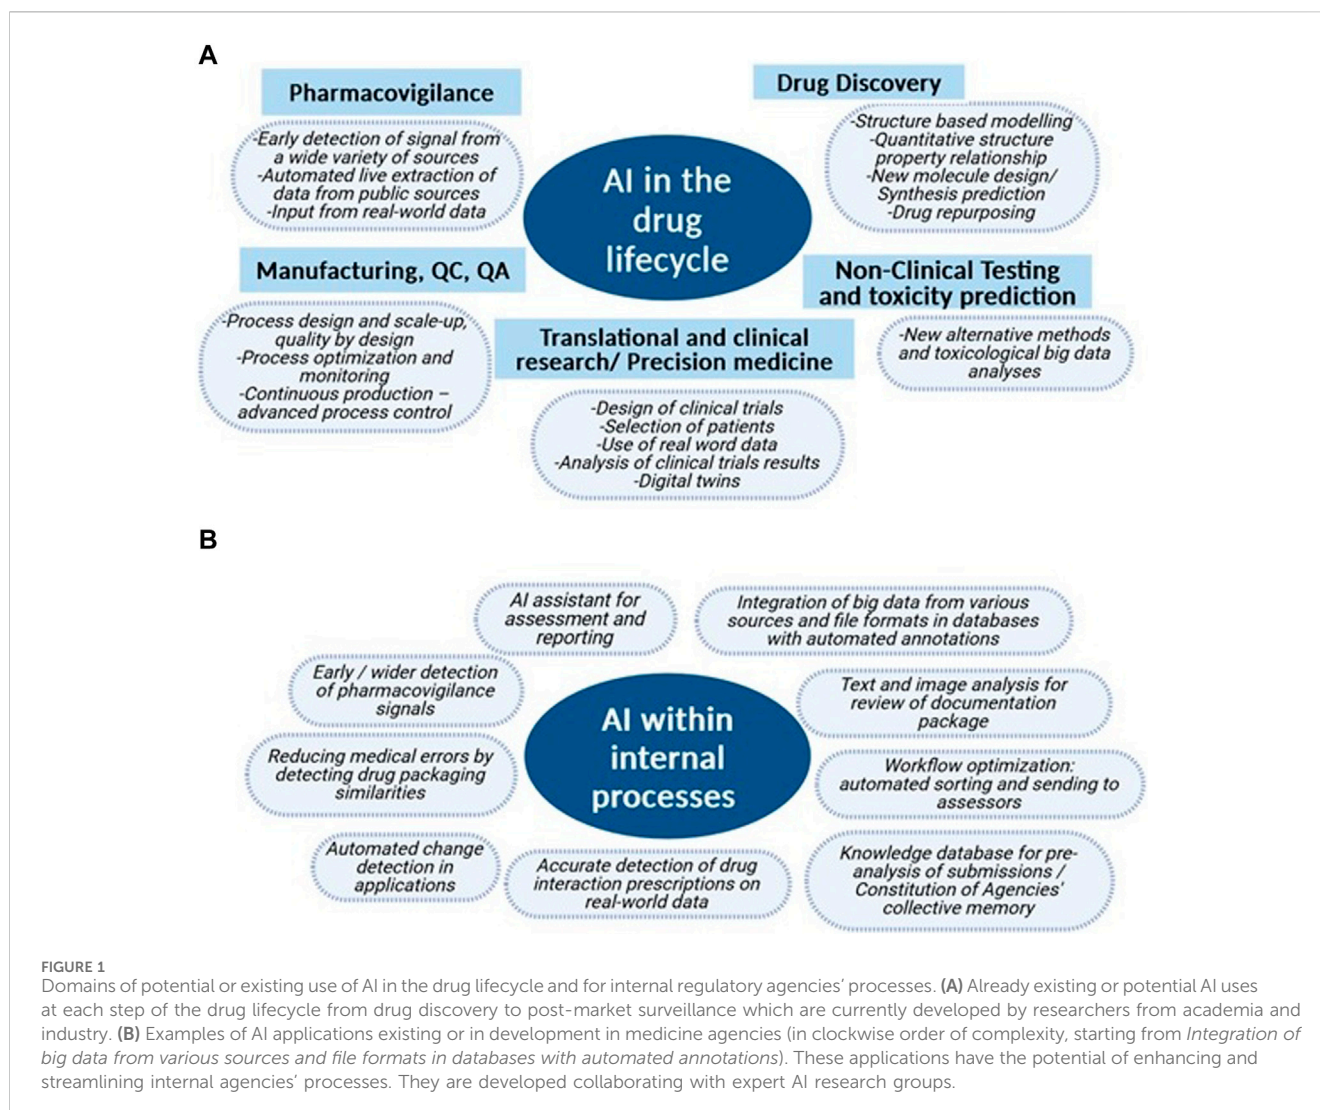 A
Pharmacovigilance
-Early detection of signal from
a wide variety of sources
-Automated live extraction of
data from public sources
-Input from real-world data
Drug Discovery
-Structure based modelling
-Quantitative structure
property relationship
-New molecule design/
Synthesis prediction
-Drug repurposing
AI in the
drug
lifecycle
Manufacturing, QC, QA
-Process design and scale-up,
quality by design
-Process optimization and
monitoring
-Continuous production –
advanced process control
Translational and clinical
research/ Precision medicine
-Design of clinical trials
-Selection of patients
-Use of real word data
-Analysis of clinical trials results
-Digital twins
Non-Clinical Testing
and toxicity prediction
-New alternative methods
and toxicological big data
analyses
B
AI assistant for
assessment and
reporting
Integration of big data from various
sources and file formats in databases
with automated annotations
Early / wider detection
of pharmacovigilance
signals
AI within
internal
processes
Text and image analysis for
review of documentation
package
Reducing medical errors by
detecting drug packaging
similarities
Workflow optimization:
automated sorting and sending to
assessors
Automated change
detection in
applications
Accurate detection of drug
interaction prescriptions on
real-world data
Knowledge database for pre-
analysis of submissions /
Constitution of Agencies'
collective memory
FIGURE 1
Domains of potential or existing use of AI in the drug lifecycle and for internal regulatory agencies' processes. (A) Already existing or potential AI uses
at each step of the drug lifecycle from drug discovery to post-market surveillance which are currently developed by researchers from academia and
industry. (B) Examples of AI applications existing or in development in medicine agencies (in clockwise order of complexity, starting from Integration of
big data from various sources and file formats in databases with automated annotations). These applications have the potential of enhancing and
streamlining internal agencies' processes. They are developed collaborating with expert AI research groups.